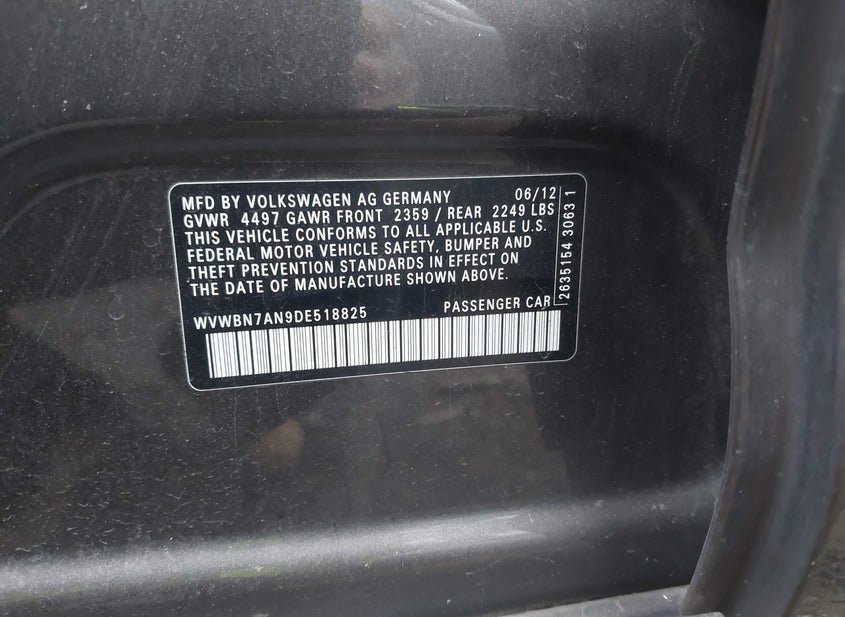 MFD BY VOLKSWAGEN AG GERMANY 06/12
GVWR 4497 GAWR FRONT 2359 / REAR 2249 LBS
THIS VEHICLE CONFORMS TO ALL APPLICABLE U.S.
FEDERAL MOTOR VEHICLE SAFETY, BUMPER AND
THEFT PREVENTION STANDARDS IN EFFECT ON
THE DATE OF MANUFACTURE SHOWN ABOVE.
WVWBN7AN9DE518825 PASSENGER CAR
2635154 3063 1